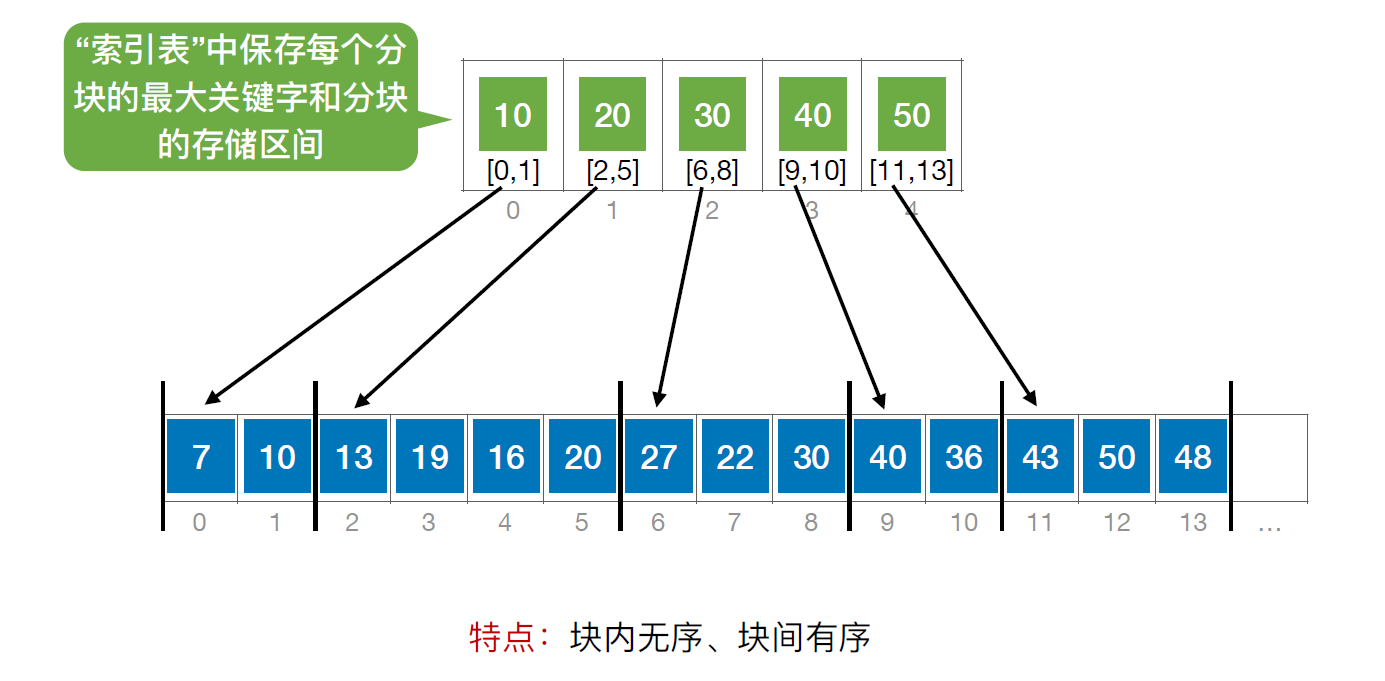 “索引表”中保存每个分
块的最大关键字和分块
的存储区间
10 20 30 40 50
[0,1] [2,5] [6,8] [9,10] [11,13]
0 1 2 3 4
7 10 13 19 16 20 27 22 30 40 36 43 50 48
0 1 2 3 4 5 6 7 8 9 10 11 12 13 …
特点：块内无序、块间有序